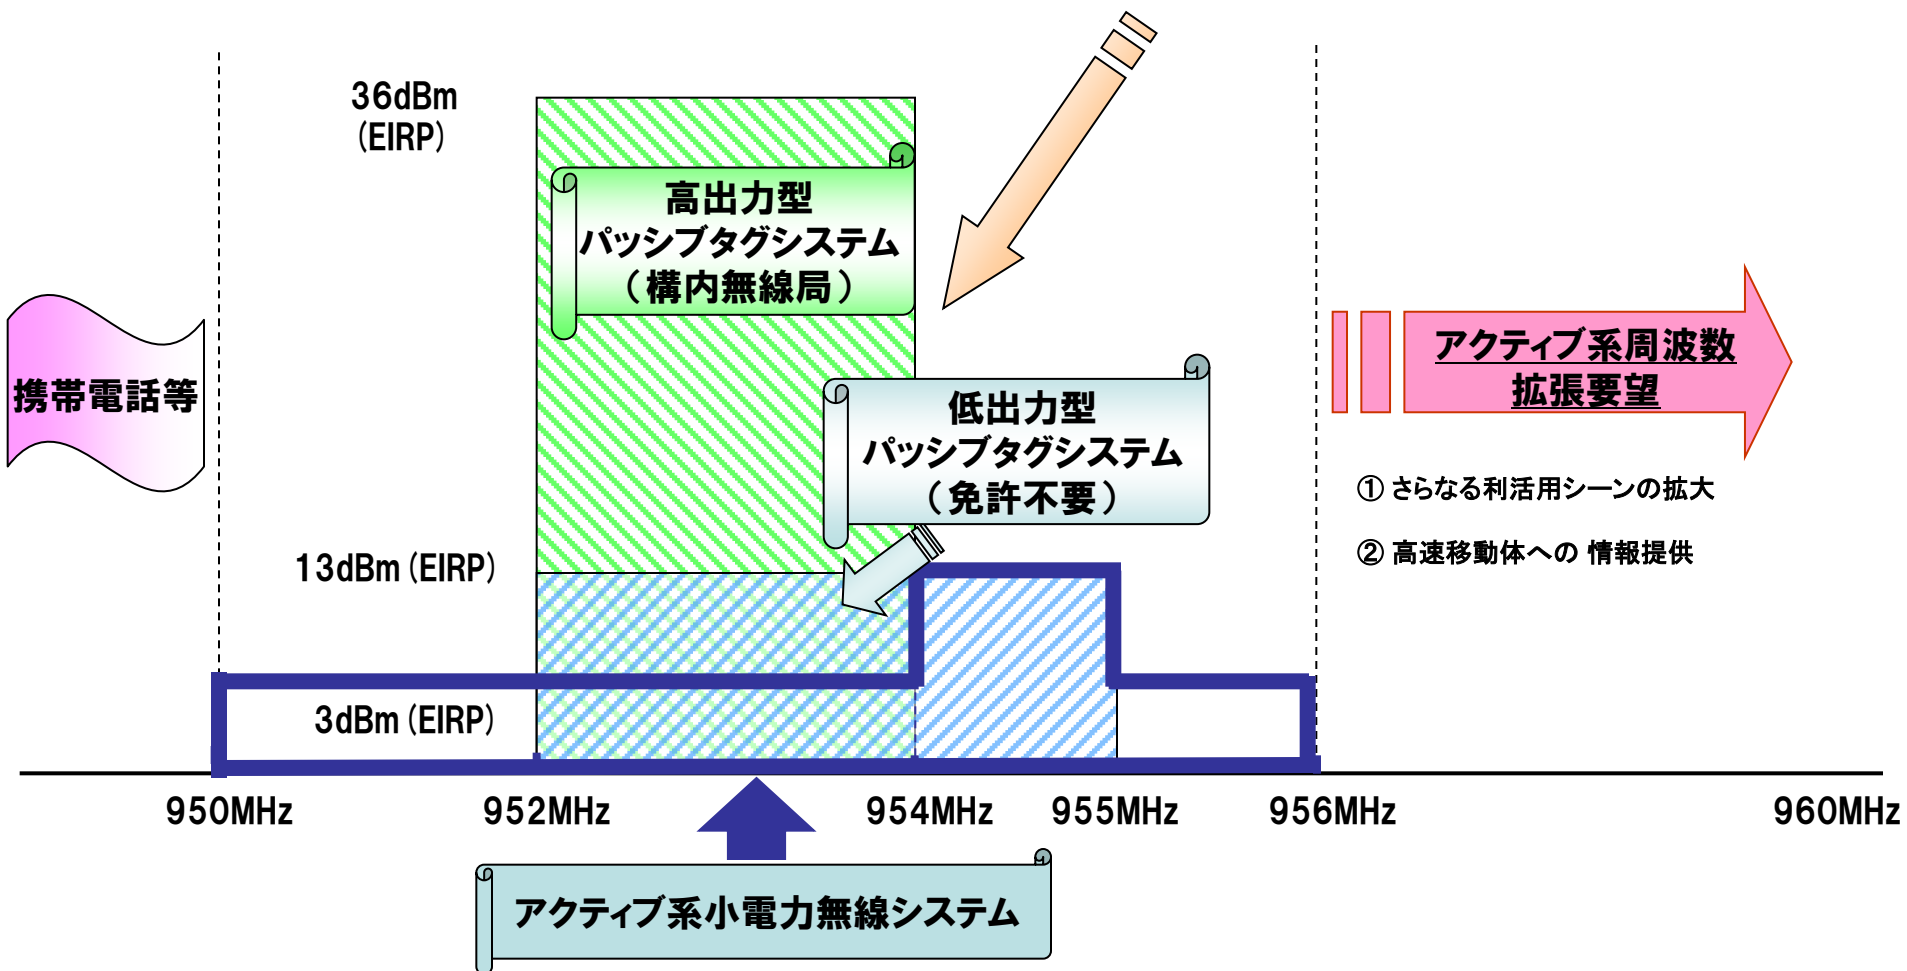 36dBm
(EIRP)
高出力型
パッシブタグシステム
（構内無線局）
携帯電話等
アクティブ系周波数
拡張要望
低出力型
パッシブタグシステム
（免許不要）
① さらなる利活用シーンの拡大
② 高速移動体への 情報提供
13dBm (EIRP)
3dBm (EIRP)
950MHz 952MHz 954MHz 955MHz 956MHz 960MHz
アクティブ系小電力無線システム